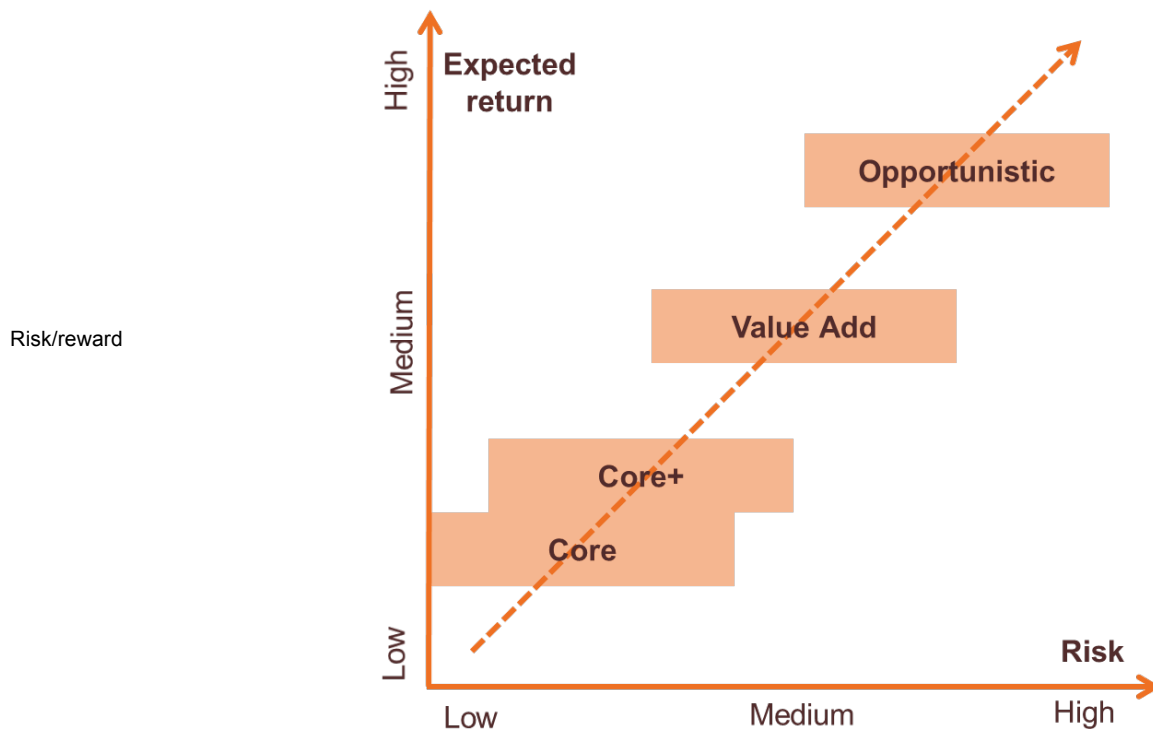 High
Expected
return
Opportunistic
Medium
Value Add
Risk/reward
Core+
Core
Low
Risk
Low
Medium
High